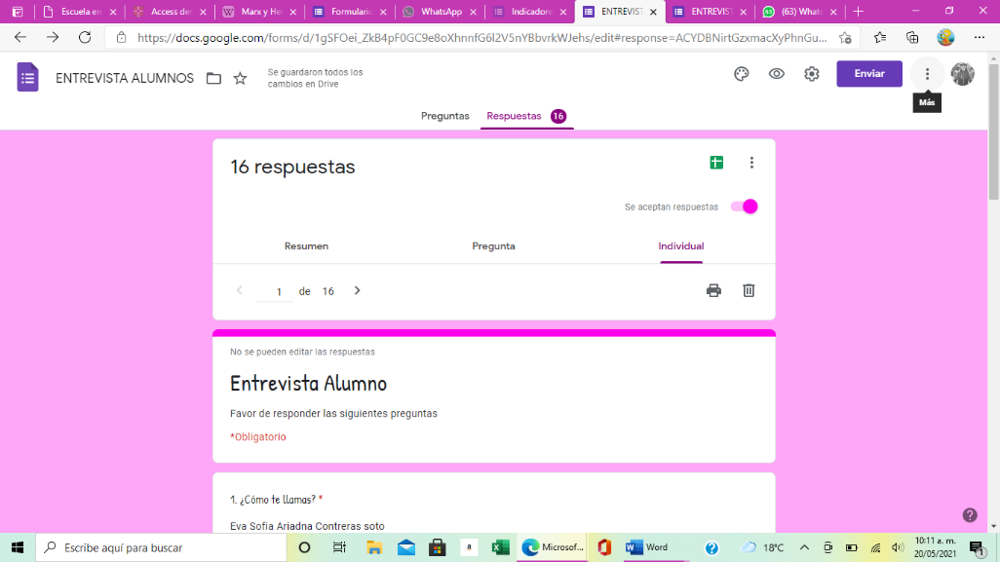 Escuela en
Access der
Marx y He
Formulario
WhatsApp
Indicadore
ENTREVIST
ENTREVIST
(63) Whats
https://docs.google.com/forms/d/1gSFOei_ZkB4pF0GC9e8oXhnnfG6l2V5nYBbvrkWJehs/edit#response=ACYDBNirtGzxmacXyPhnGu...
ENTREVISTA ALUMNOS
Se guardaron todos los
cambios en Drive
Enviar
Más
Preguntas Respuestas 16
16 respuestas
Se aceptan respuestas
Resumen Pregunta Individual
1 de 16
No se pueden editar las respuestas
Entrevista Alumno
Favor de responder las siguientes preguntas
*Obligatorio
1. ¿Cómo te llamas? *
Eva Sofia Ariadna Contreras soto
Escribe aquí para buscar
Microsof...
Word
18°C
10:11 a. m.
20/05/2021
1